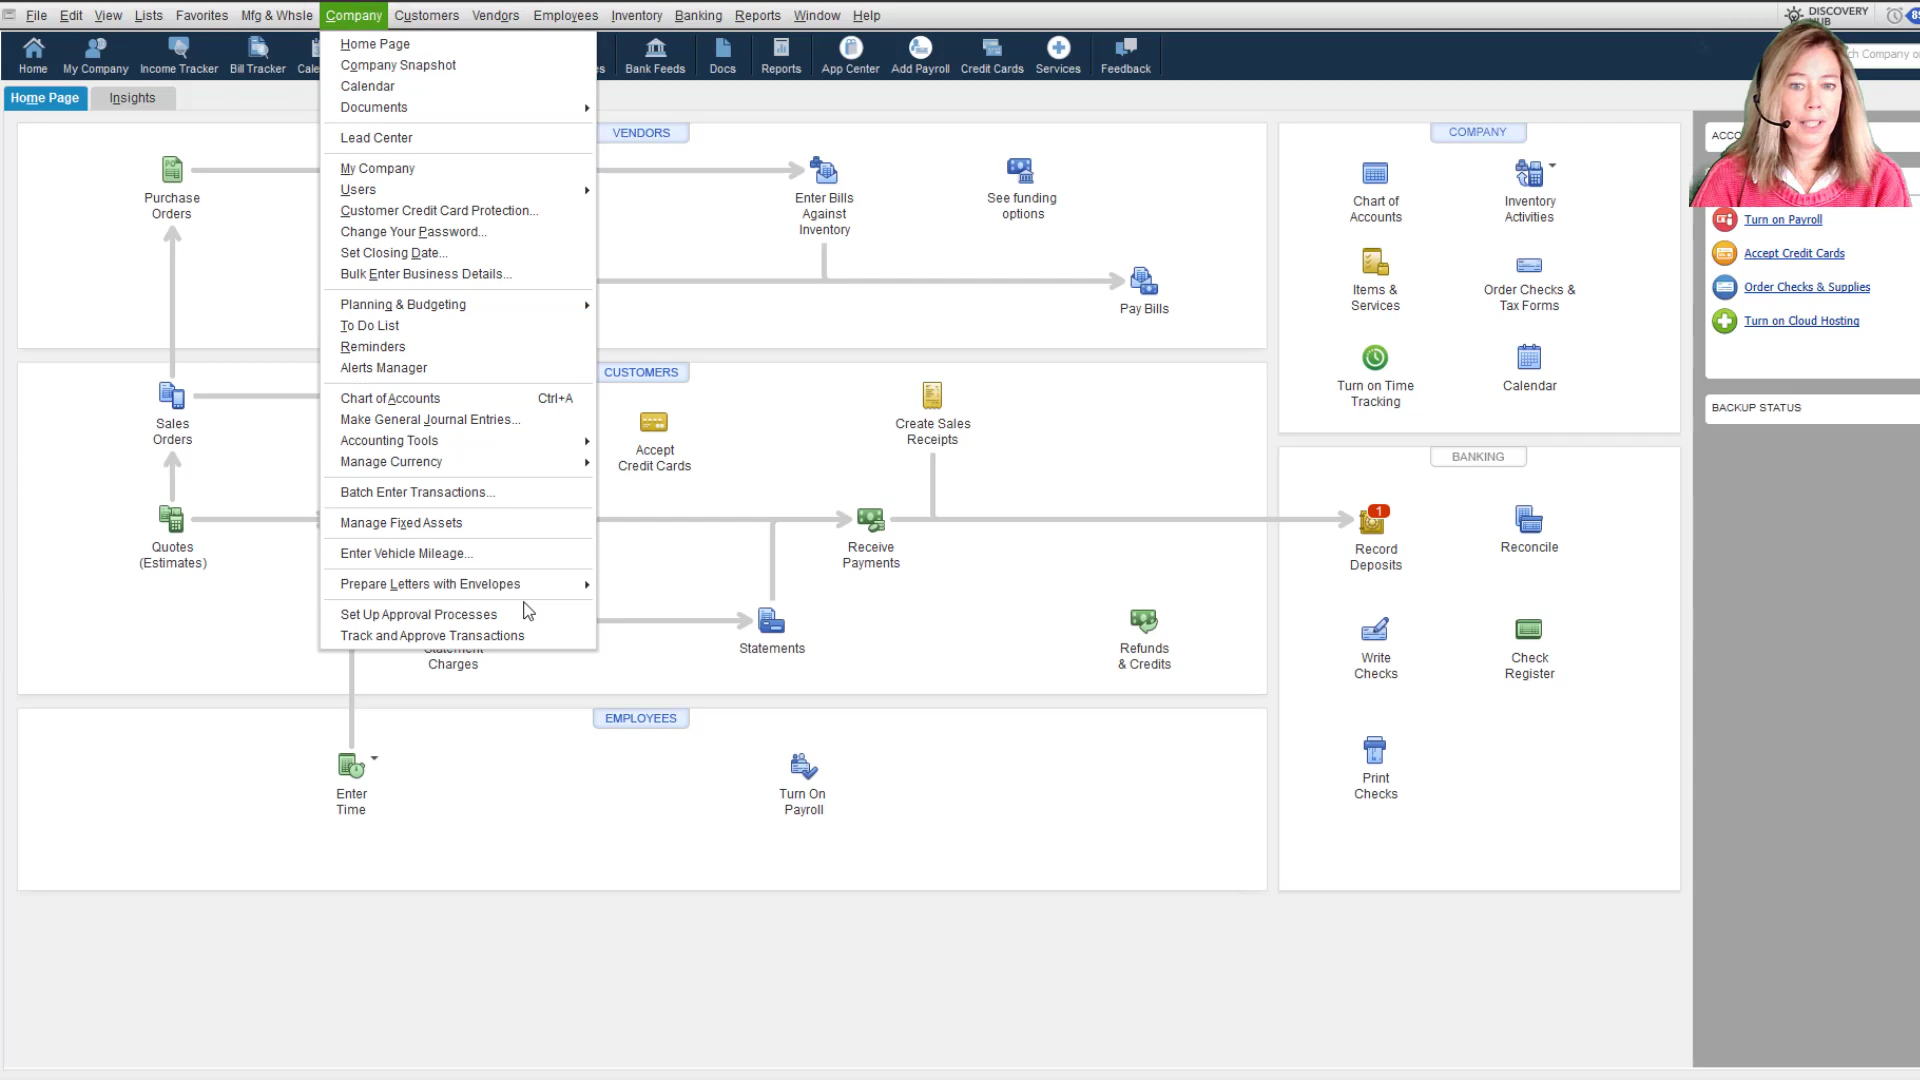 File Edit View Lists Favorites Mfg & Whsle Company Customers Vendors Employees Inventory Banking Reports Window Help
DISCOVERY
HUB
Home My Company Income Tracker Bill Tracker Bank Feeds Docs Reports App Center Add Payroll Credit Cards Services Feedback
Home Page Insights
Home Page
Company Snapshot
Calendar
Documents
Lead Center
My Company
Users
Customer Credit Card Protection...
Change Your Password...
Set Closing Date...
Bulk Enter Business Details...
Planning & Budgeting
To Do List
Reminders
Alerts Manager
Chart of Accounts Ctrl+A
Make General Journal Entries...
Accounting Tools
Manage Currency
Batch Enter Transactions...
Manage Fixed Assets
Enter Vehicle Mileage...
Prepare Letters with Envelopes
Set Up Approval Processes
Track and Approve Transactions
VENDORS
Purchase
Orders
Enter Bills
Against
Inventory
See funding
options
Pay Bills
CUSTOMERS
Sales
Orders
Accept
Credit Cards
Create Sales
Receipts
Quotes
(Estimates)
Receive
Payments
Statement
Charges
Statements
Refunds
& Credits
EMPLOYEES
Enter
Time
Turn On
Payroll
COMPANY
Chart of
Accounts
Inventory
Activities
Items &
Services
Order Checks &
Tax Forms
Turn on Time
Tracking
Calendar
BANKING
1
Record
Deposits
Reconcile
Write
Checks
Check
Register
Print
Checks
Turn on Payroll
Accept Credit Cards
Order Checks & Supplies
Turn on Cloud Hosting
BACKUP STATUS